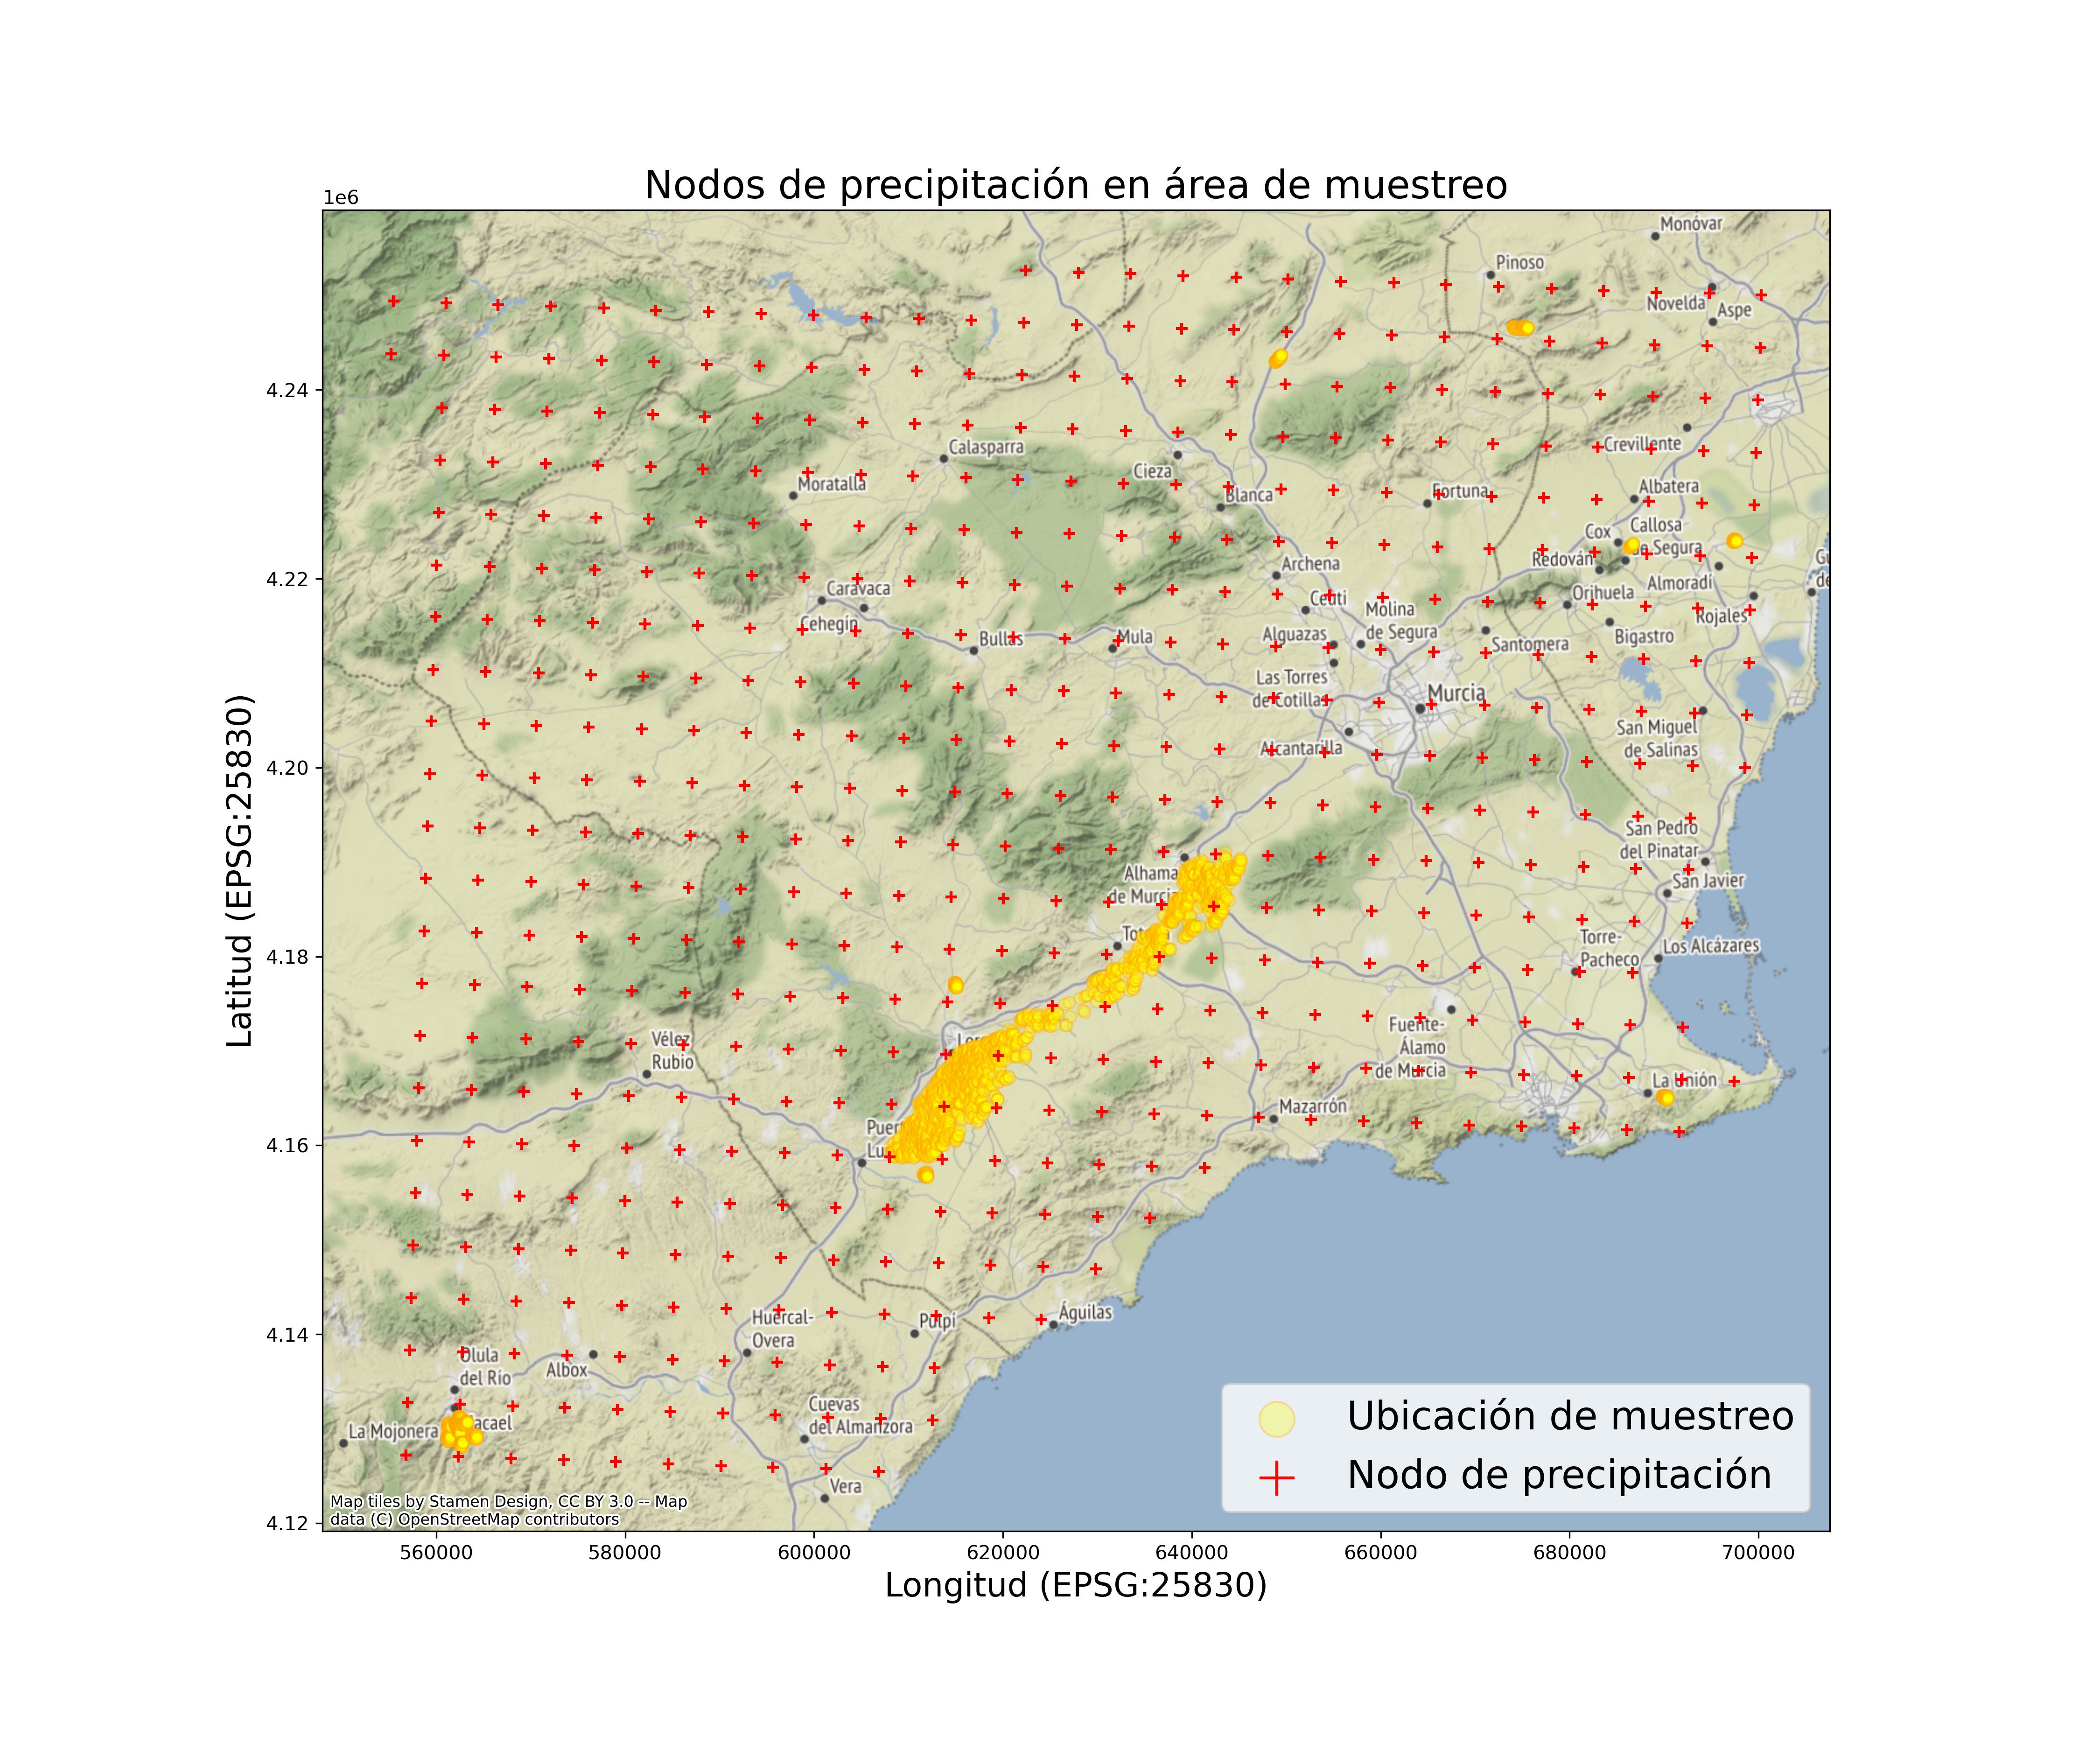 Nodos de precipitación en área de muestreo
1e6
Monóvar
Pinoso
Novelda
Aspe
4.24
Calasparra
Crevillente
Cieza
Moratalla
Blanca
Fortuna
Albatera
Callosa
de Segura
Cox
Redován
Archena
4.22
Almoradí
Caravaca
Orihuela
Ceutí
Molina
de Segura
Rojales
Cehegín
Alguazas
Bullas
Mula
Bigastro
Santomera
Las Torres
de Cotillas
Murcia
San Miguel
de Salinas
Alcantarilla
4.20
San Pedro
del Pinatar
Alhama
de Murcia
San Javier
Torre-
Pacheco
Los Alcázares
4.18
Fuente-
Álamo
de Murcia
Vélez
Rubio
La Unión
Mazarrón
4.16
Huércal-
Overa
Pulpí
Águilas
4.14
Olula
del Río
Albox
Cuevas
del Almanzora
La Mojonera
Vera
4.12
Map tiles by Stamen Design, CC BY 3.0 -- Map
data (C) OpenStreetMap contributors
Ubicación de muestreo
Nodo de precipitación
560000 580000 600000 620000 640000 660000 680000 700000
Longitud (EPSG:25830)
Latitud (EPSG:25830)